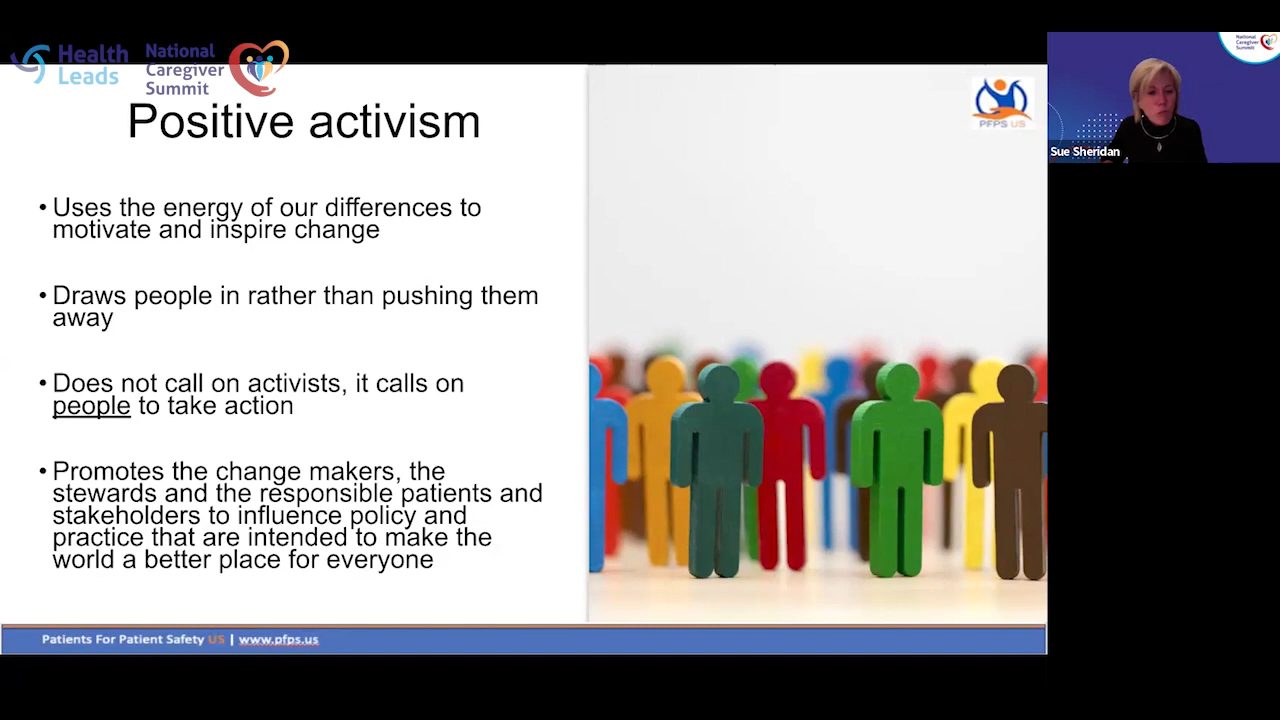 Health
Leads
National
Caregiver
Summit
Positive activism
• Uses the energy of our differences to
motivate and inspire change
• Draws people in rather than pushing them
away
• Does not call on activists, it calls on
people to take action
• Promotes the change makers, the
stewards and the responsible patients and
stakeholders to influence policy and
practice that are intended to make the
world a better place for everyone
PFPS US
Patients For Patient Safety US | www.pfps.us
National
Caregiver
Summit
Sue Sheridan